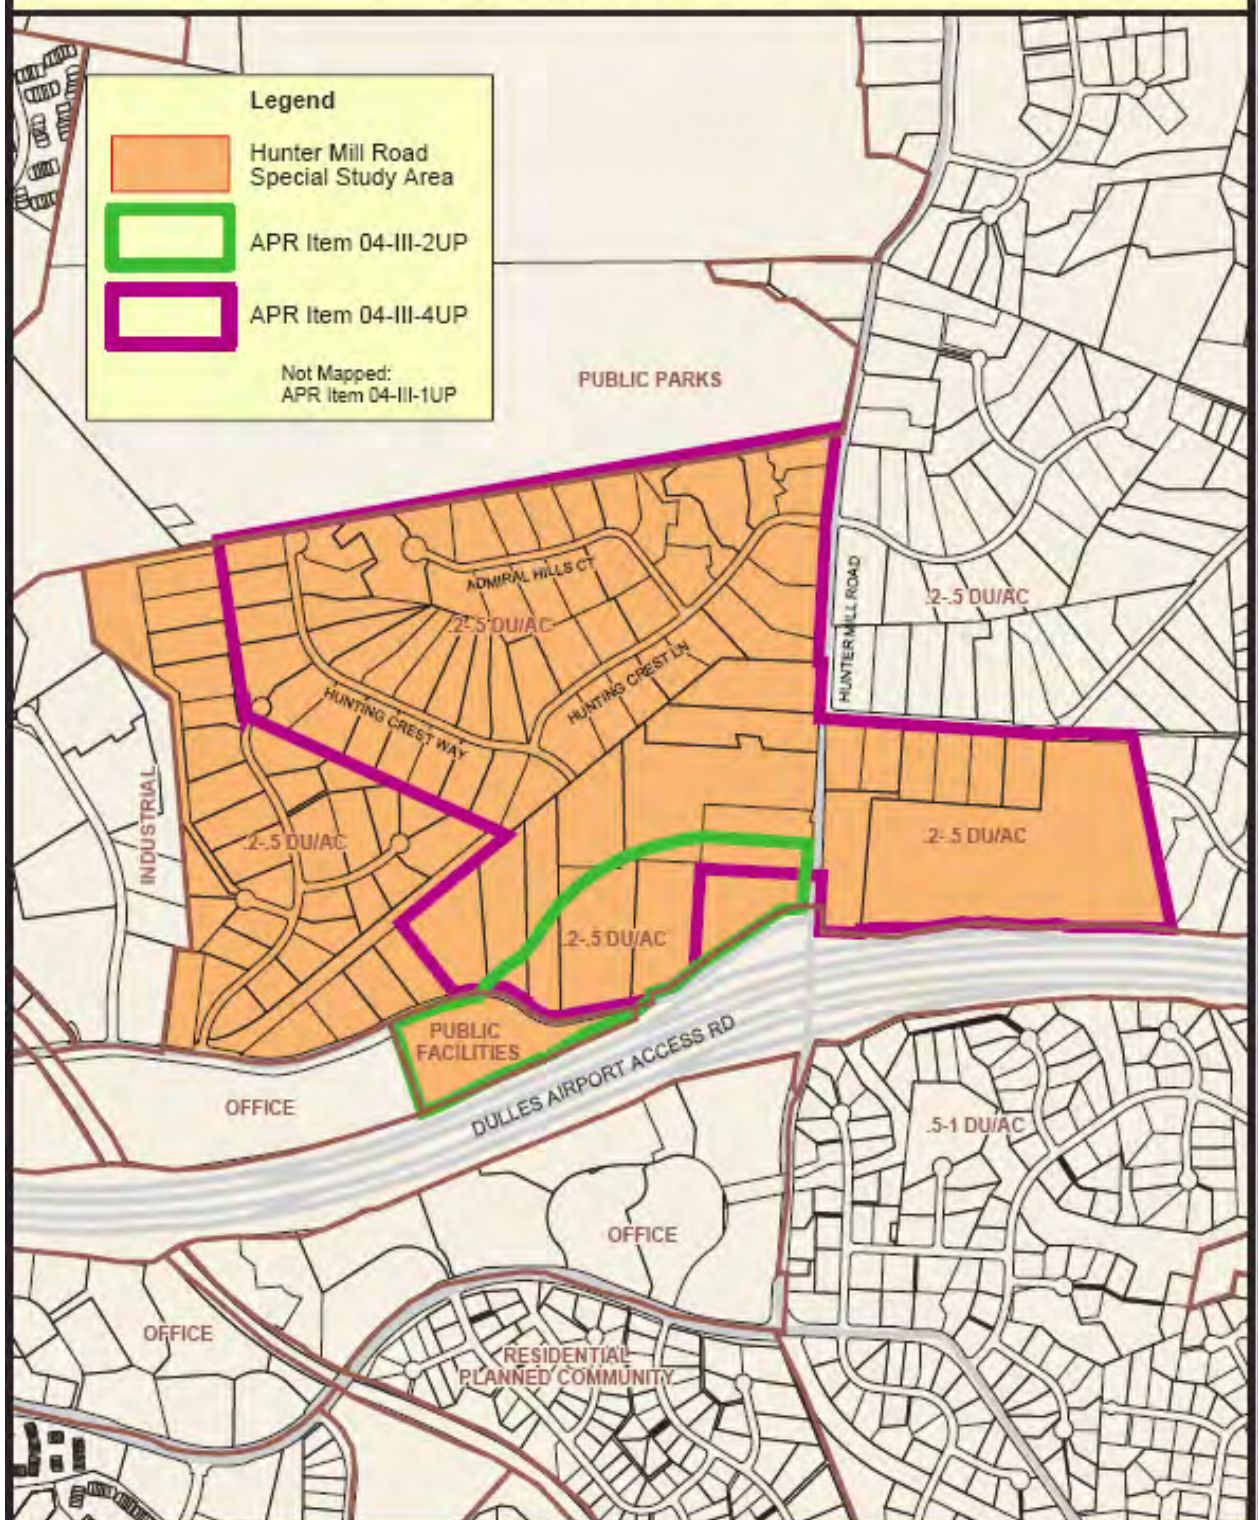 Legend
Hunter Mill Road
Special Study Area
APR Item 04-III-2UP
APR Item 04-III-4UP
Not Mapped:
APR Item 04-III-1UP
PUBLIC PARKS
ADMIRAL HILLS CT
.2-.5 DU/AC
HUNTER MILL ROAD
.2-.5 DU/AC
HUNTING CREST LN
HUNTING CREST WAY
INDUSTRIAL
.2-.5 DU/AC
.2-.5 DU/AC
.2-.5 DU/AC
PUBLIC
FACILITIES
DULLES AIRPORT ACCESS RD
OFFICE
.5-1 DU/AC
OFFICE
OFFICE
RESIDENTIAL
PLANNED COMMUNITY